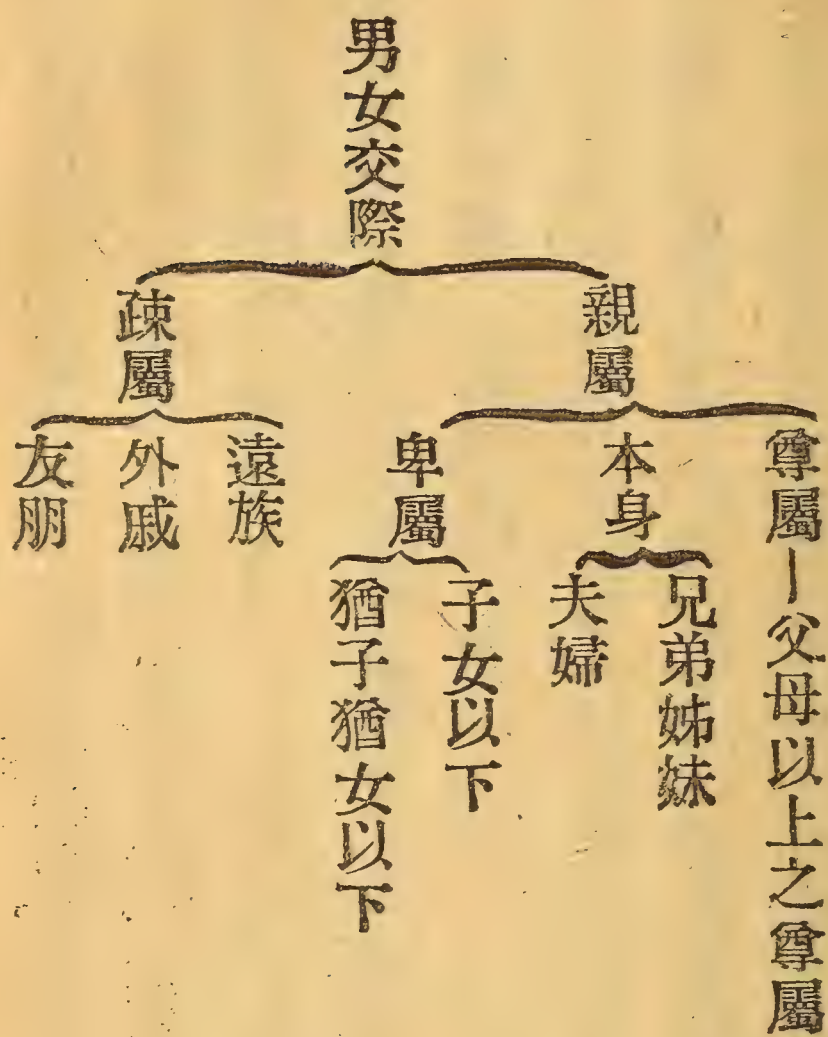 男女交際
親屬
尊屬—父母以上之尊屬
本身
兄弟姊妹
夫婦
卑屬
子女以下
猶子猶女以下
疎屬
遠族
外戚
友朋